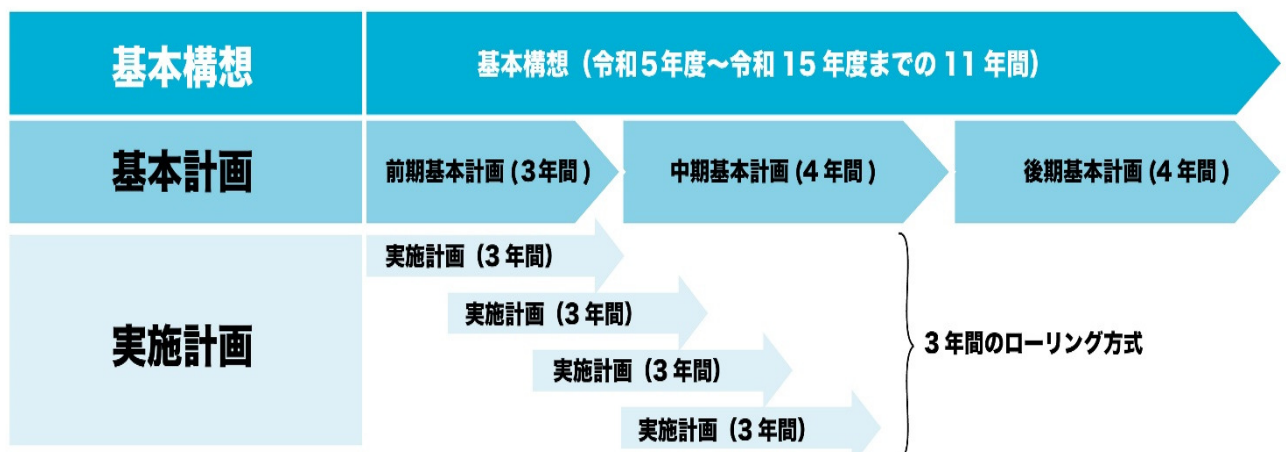 基本構想
基本構想（令和5年度～令和15年度までの11年間）
基本計画
前期基本計画(3年間)
中期基本計画(4年間)
後期基本計画(4年間)
実施計画
実施計画（3年間）
実施計画（3年間）
実施計画（3年間）
実施計画（3年間）
3年間のローリング方式